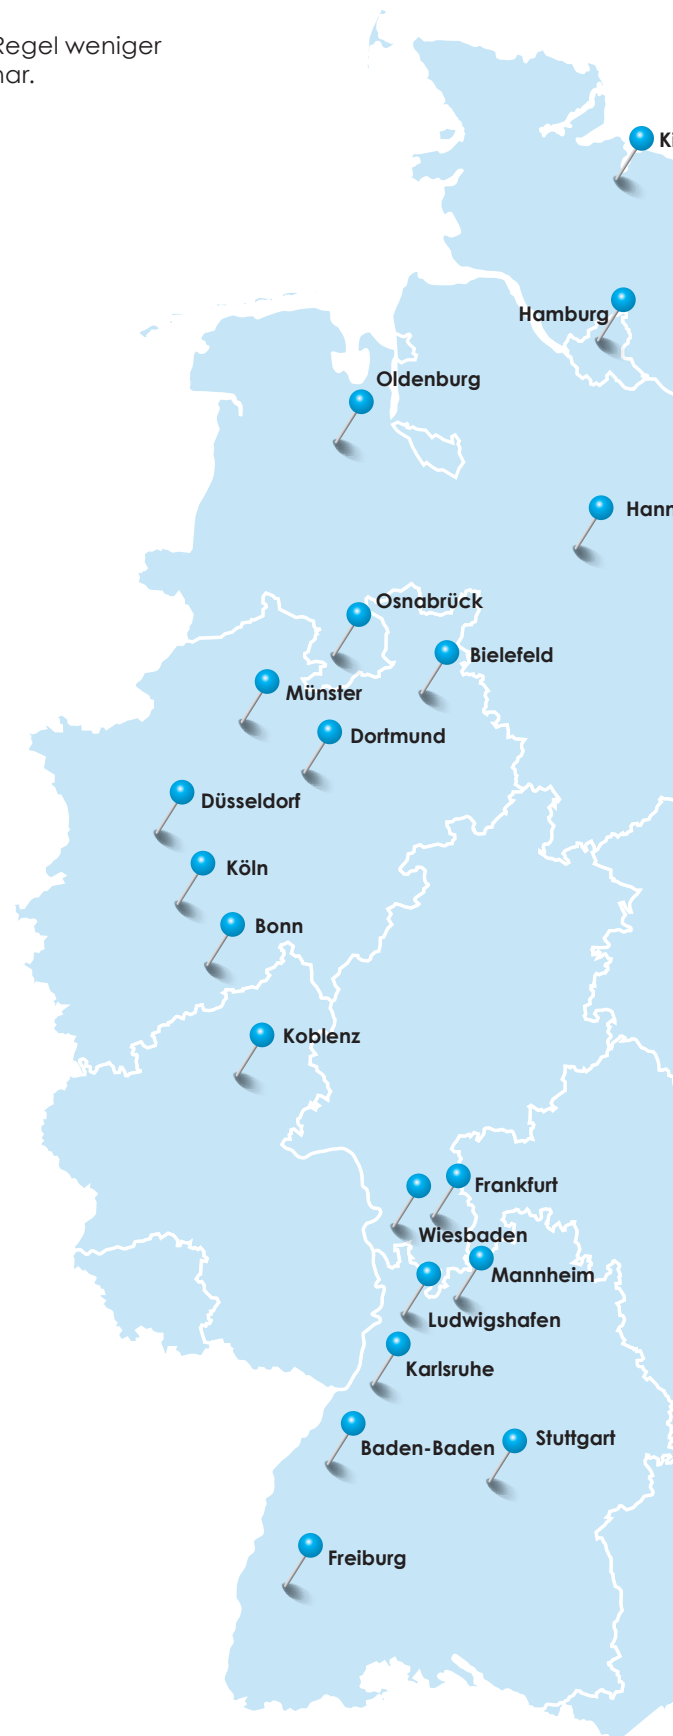 Regel weniger
Hamburg
Oldenburg
Osnabrück
Bielefeld
Münster
Dortmund
Düsseldorf
Köln
Bonn
Koblenz
Frankfurt
Wiesbaden
Mannheim
Ludwigshafen
Karlsruhe
Stuttgart
Baden-Baden
Freiburg